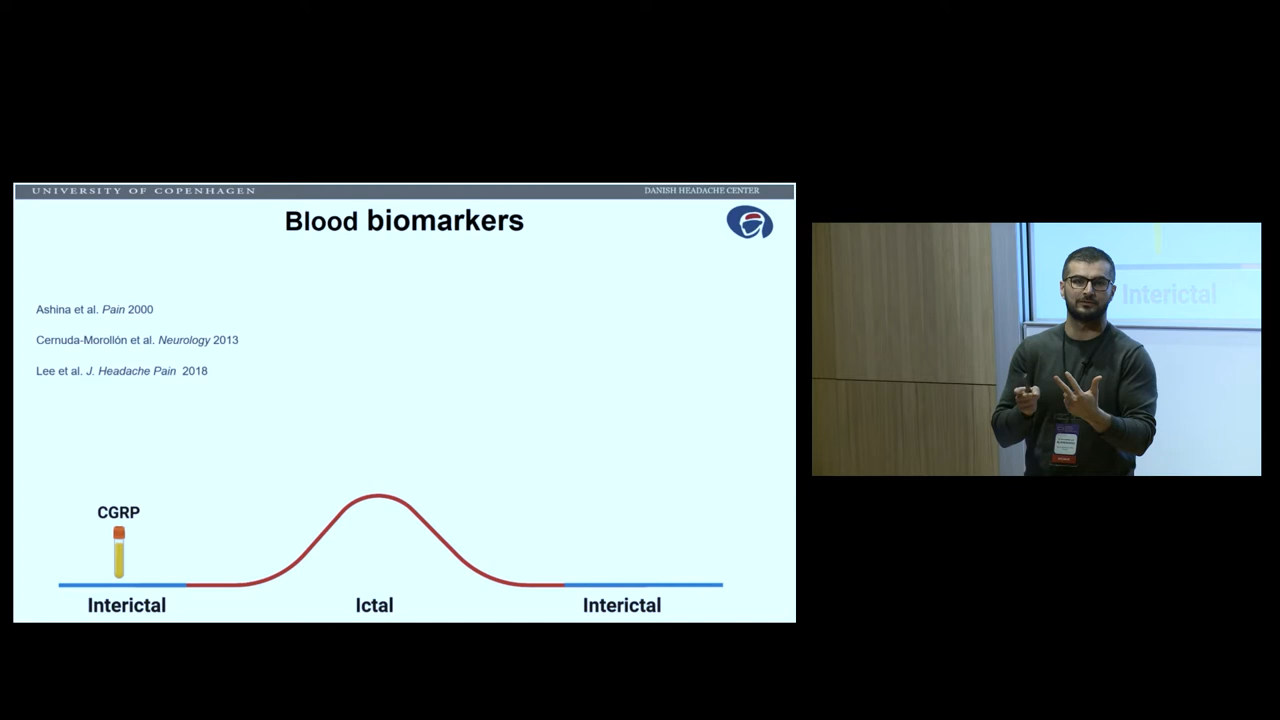 UNIVERSITY OF COPENHAGEN
DANISH HEADACHE CENTER
Blood biomarkers
Ashina et al. Pain 2000
Cernuda-Morollón et al. Neurology 2013
Lee et al. J. Headache Pain 2018
CGRP
Interictal
Ictal
Interictal
Interictal